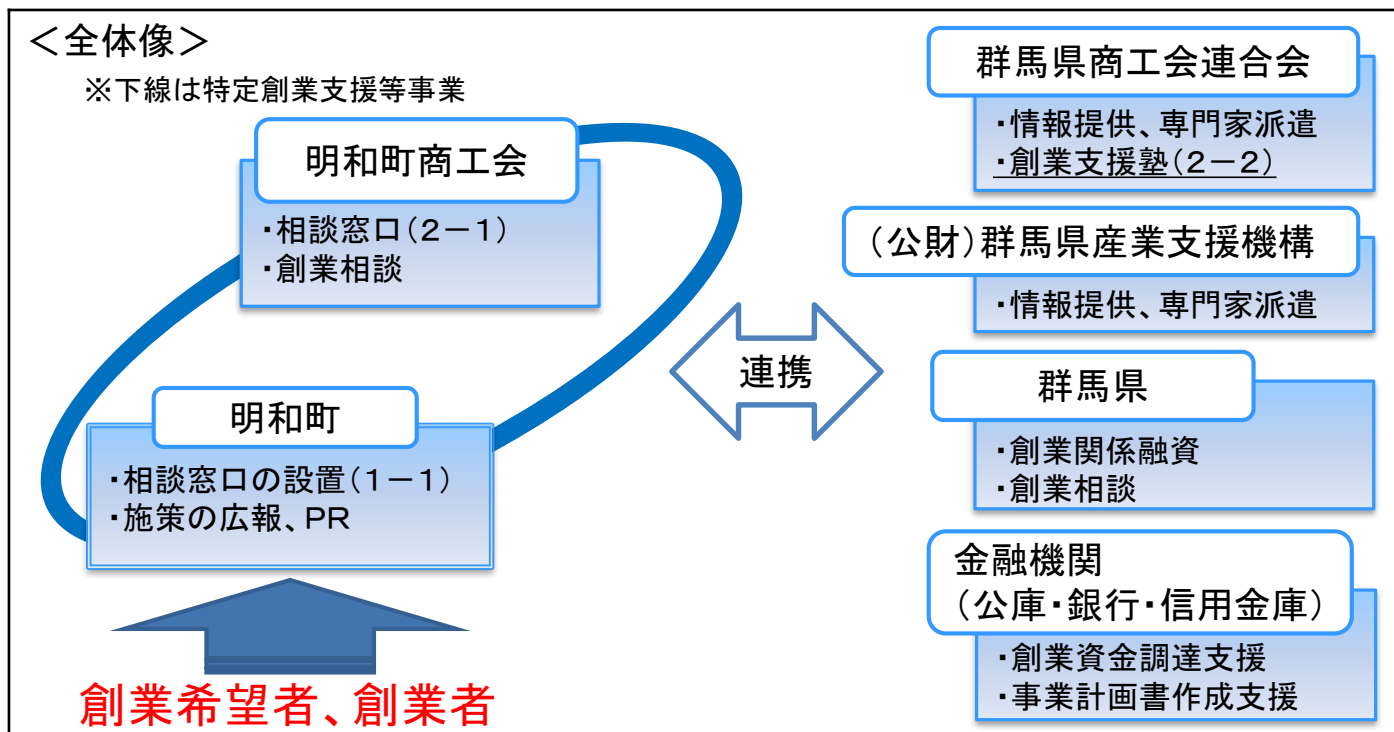 ＜全体像＞
※下線は特定創業支援等事業
明和町商工会
・相談窓口（２－１）
・創業相談
明和町
・相談窓口の設置（１－１）
・施策の広報、ＰＲ
創業希望者、創業者
連携
群馬県商工会連合会
・情報提供、専門家派遣
・創業支援塾（２－２）
（公財）群馬県産業支援機構
・情報提供、専門家派遣
群馬県
・創業関係融資
・創業相談
金融機関
（公庫・銀行・信用金庫）
・創業資金調達支援
・事業計画書作成支援